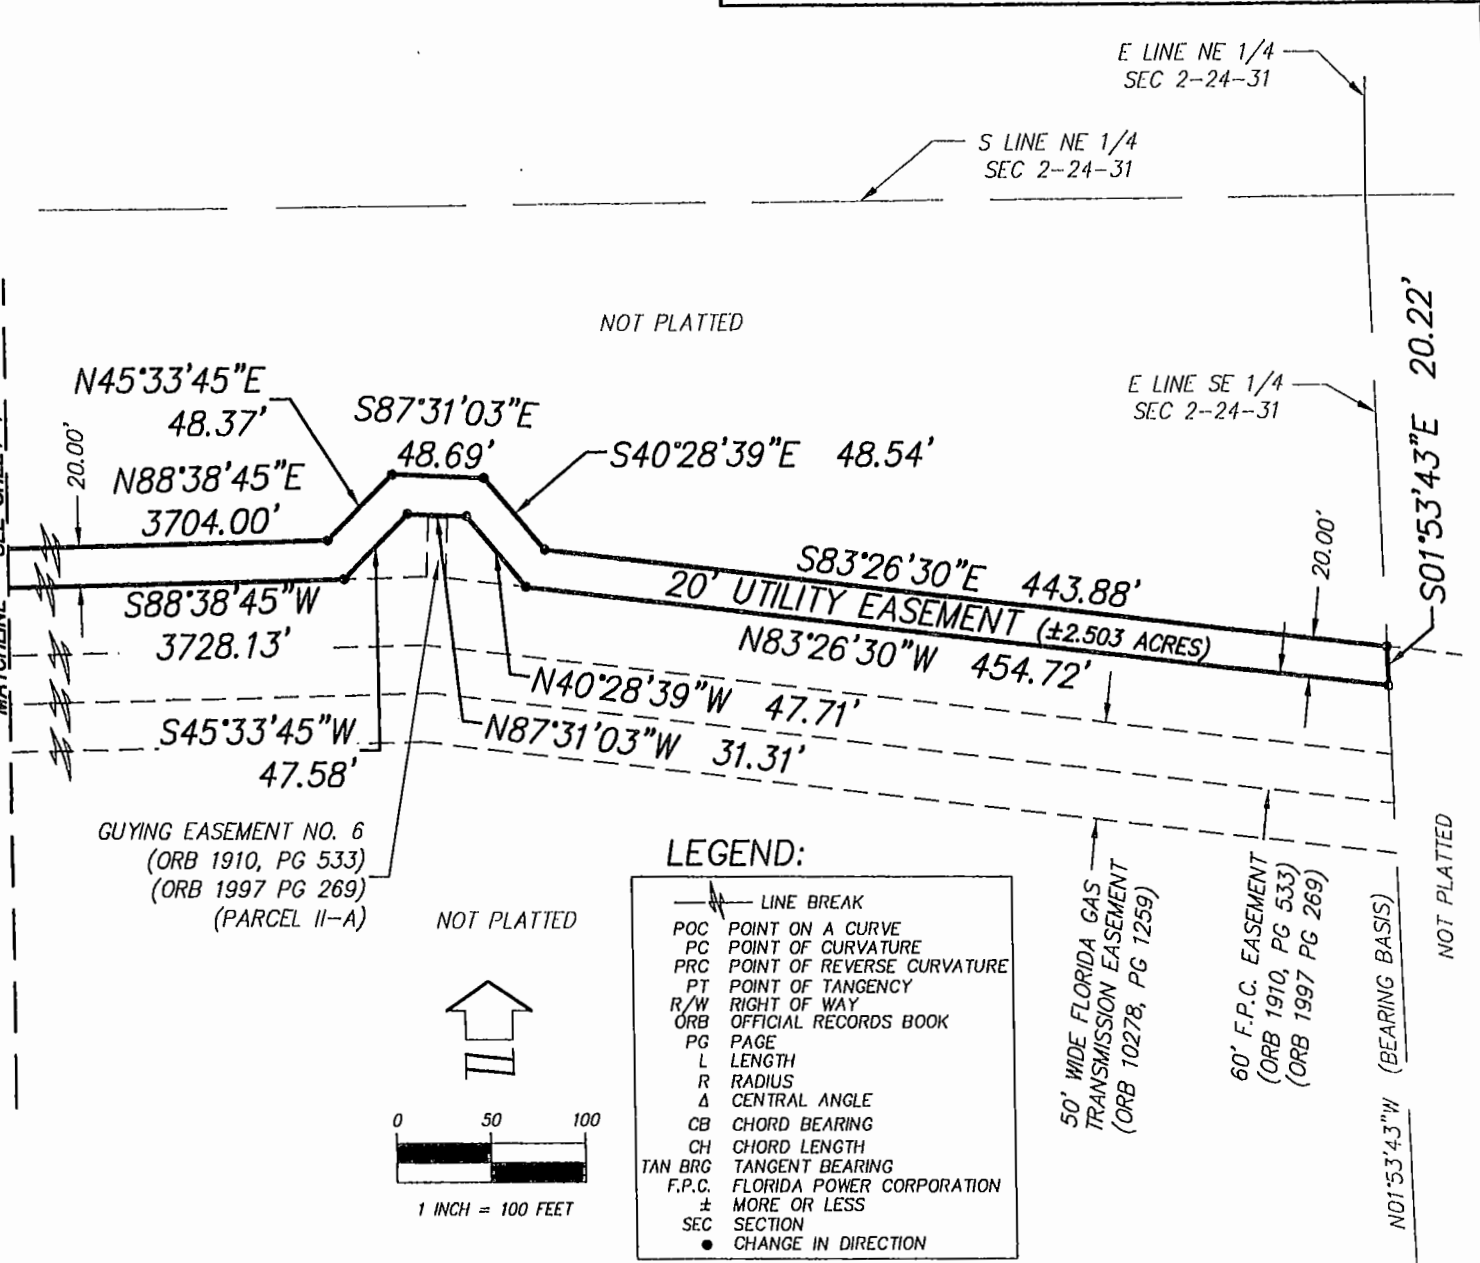 E LINE NE 1/4
SEC 2-24-31
S LINE NE 1/4
SEC 2-24-31
NOT PLATTED
E LINE SE 1/4
SEC 2-24-31
S01°53'43"E 20.22'
N45°33'45"E
48.37'
S87°31'03"E
48.69'
S40°28'39"E 48.54'
20.00'
N88°38'45"E
3704.00'
S83°26'30"E 443.88'
20' UTILITY EASEMENT (±2.503 ACRES)
N83°26'30"W 454.72'
20.00'
S88°38'45"W
3728.13'
N40°28'39"W 47.71'
N87°31'03"W 31.31'
S45°33'45"W
47.58'
MATCHLINE
GUYING EASEMENT NO. 6
(ORB 1910, PG 533)
(ORB 1997 PG 269)
(PARCEL II-A)
NOT PLATTED
LEGEND:
LINE BREAK
POC POINT ON A CURVE
PC POINT OF CURVATURE
PRC POINT OF REVERSE CURVATURE
PT POINT OF TANGENCY
R/W RIGHT OF WAY
ORB OFFICIAL RECORDS BOOK
PG PAGE
L LENGTH
R RADIUS
Δ CENTRAL ANGLE
CB CHORD BEARING
CH CHORD LENGTH
TAN BRG TANGENT BEARING
F.P.C. FLORIDA POWER CORPORATION
± MORE OR LESS
SEC SECTION
● CHANGE IN DIRECTION
50' WIDE FLORIDA GAS
TRANSMISSION EASEMENT
(ORB 10278, PG 1259)
60' F.P.C. EASEMENT
(ORB 1910, PG 533)
(ORB 1997 PG 269)
N01°53'43"W (BEARING BASIS)
NOT PLATTED
0 50 100
1 INCH = 100 FEET